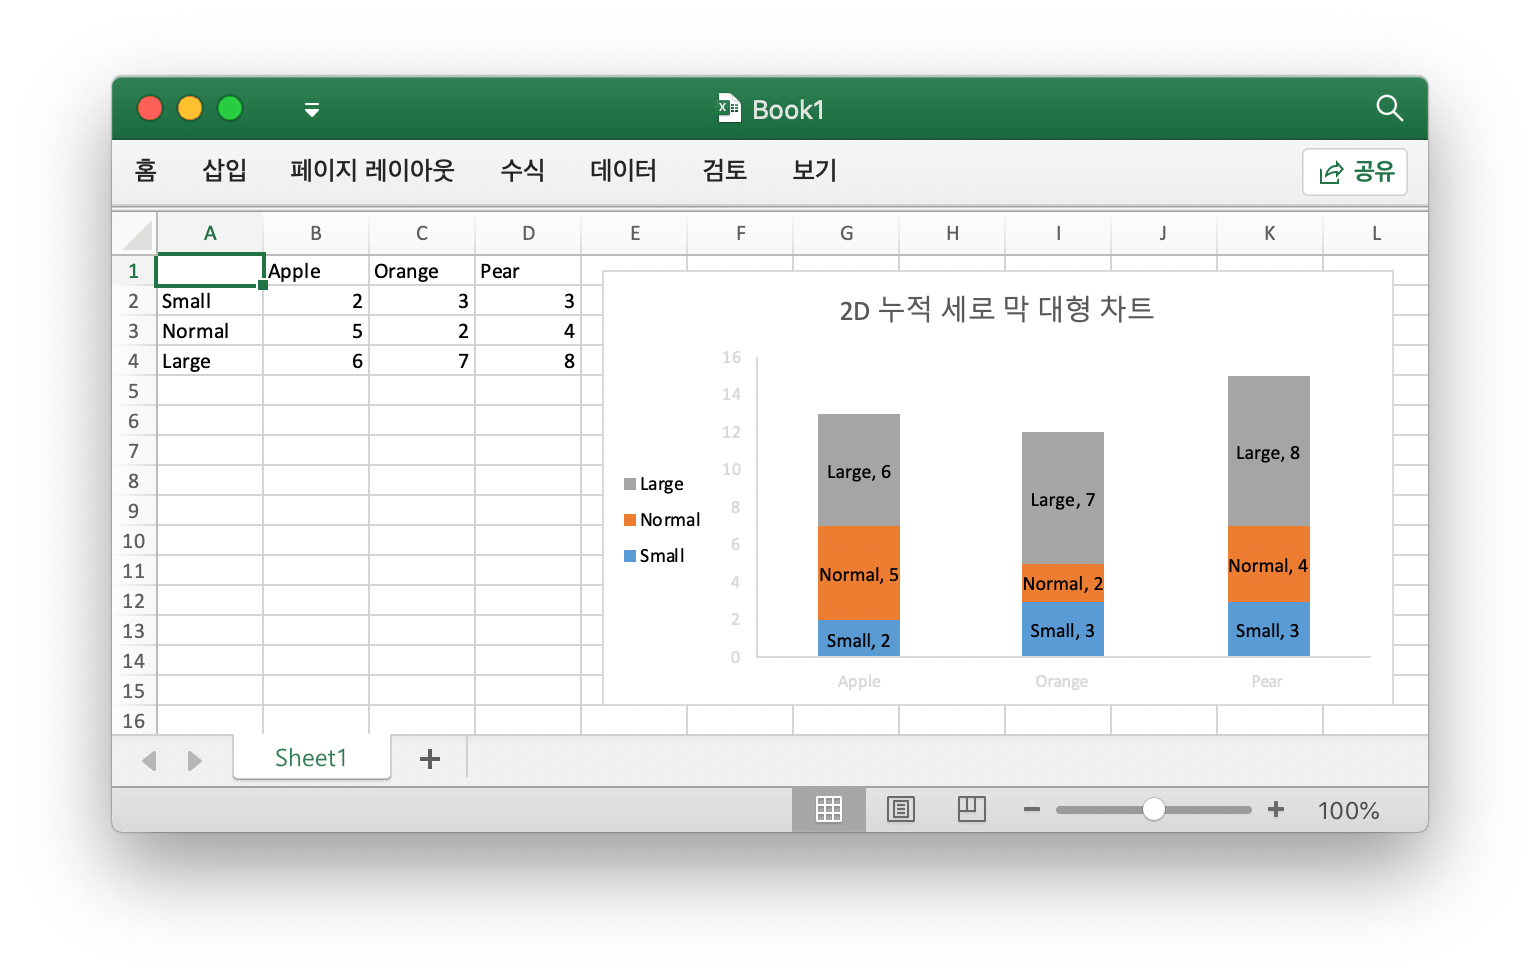 Book1
홈 삽입 페이지 레이아웃 수식 데이터 검토 보기 공유
A B C D E F G H I J K L
1 Apple Orange Pear
2 Small 2 3 3
3 Normal 5 2 4
4 Large 6 7 8
5
6
7
8
9
10
11
12
13
14
15
16
2D 누적 세로 막 대형 차트
16
14
12
10
8
6
4
2
0
Large
Normal
Small
Large, 6
Normal, 5
Small, 2
Large, 7
Normal, 2
Small, 3
Large, 8
Normal, 4
Small, 3
Apple Orange Pear
Sheet1
100%